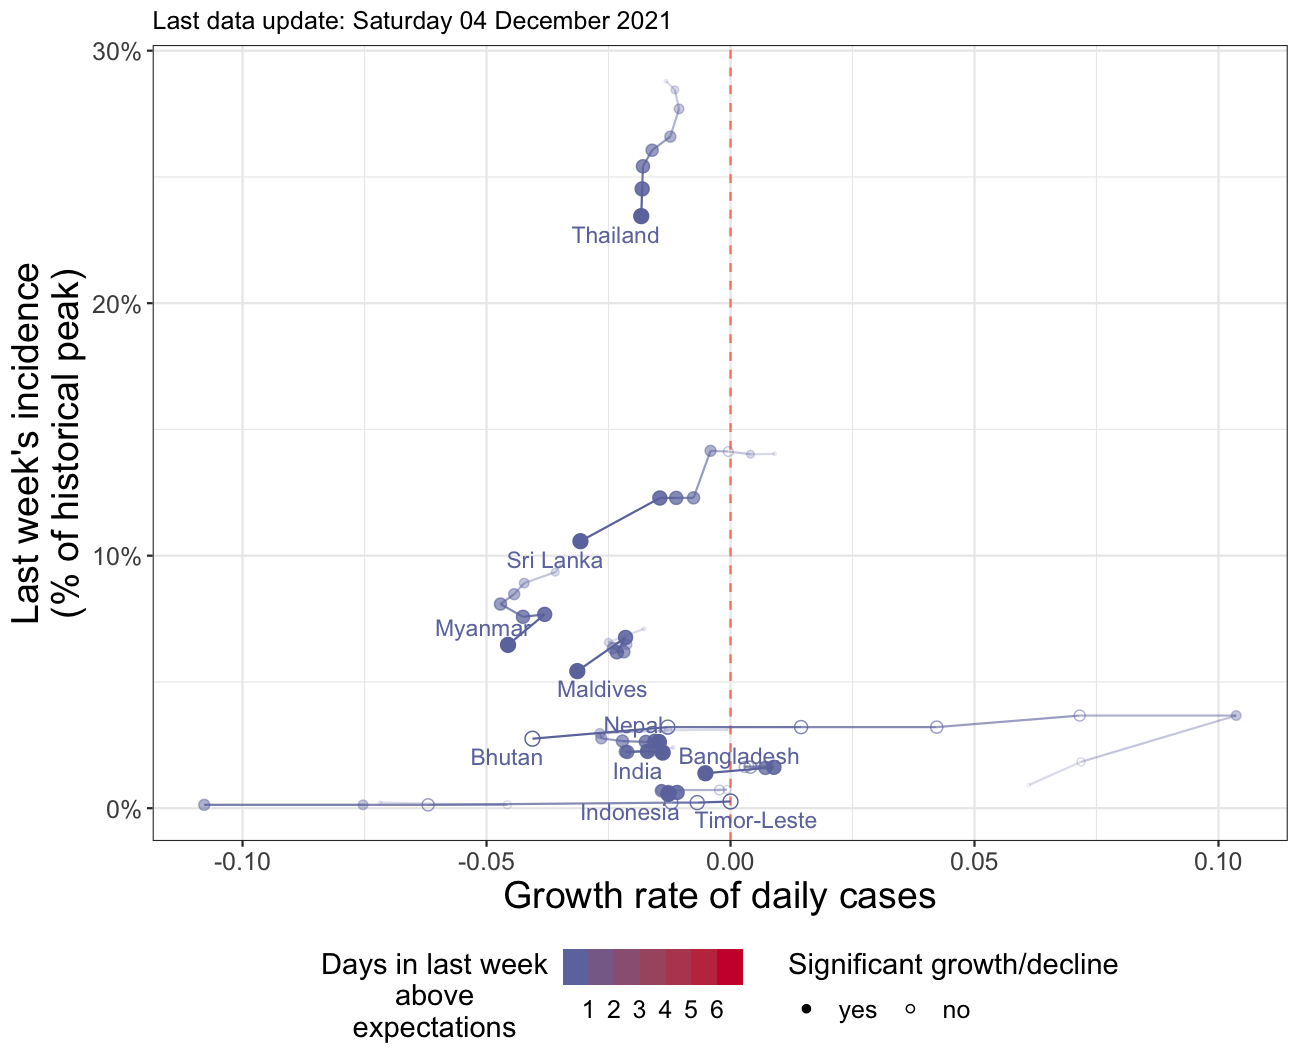 Last data update: Saturday 04 December 2021
30%
20%
10%
0%
Last week's incidence
(% of historical peak)
Thailand
Sri Lanka
Myanmar
Maldives
Nepal
Bhutan
Bangladesh
India
Indonesia
Timor-Leste
-0.10 -0.05 0.00 0.05 0.10
Growth rate of daily cases
Days in last week
above
expectations
1 2 3 4 5 6
Significant growth/decline
yes no